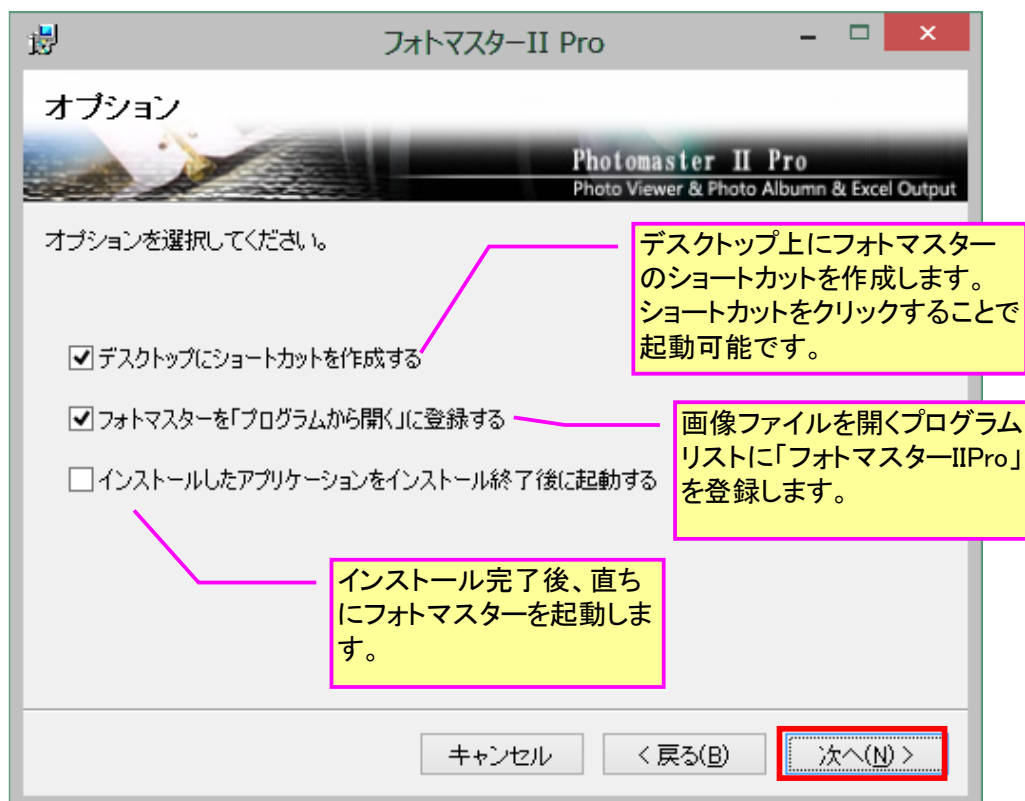 フォトマスターII Pro
オプション
Photomaster II Pro
Photo Viewer & Photo Albumn & Excel Output
オプションを選択してください。
デスクトップ上にフォトマスター
のショートカットを作成します。
ショートカットをクリックすることで
起動可能です。
デスクトップにショートカットを作成する
フォトマスターを「プログラムから開く」に登録する
画像ファイルを開くプログラム
リストに「フォトマスターIIPro」
を登録します。
インストールしたアプリケーションをインストール終了後に起動する
インストール完了後、直ち
にフォトマスターを起動しま
す。
キャンセル
< 戻る(B)
次へ(N) >